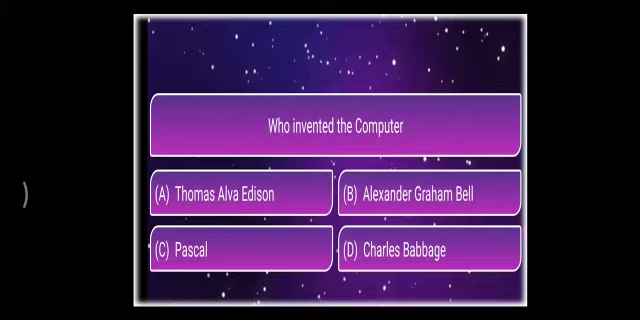 Who invented the Computer
(A) Thomas Alva Edison
(B) Alexander Graham Bell
(C) Pascal
(D) Charles Babbage